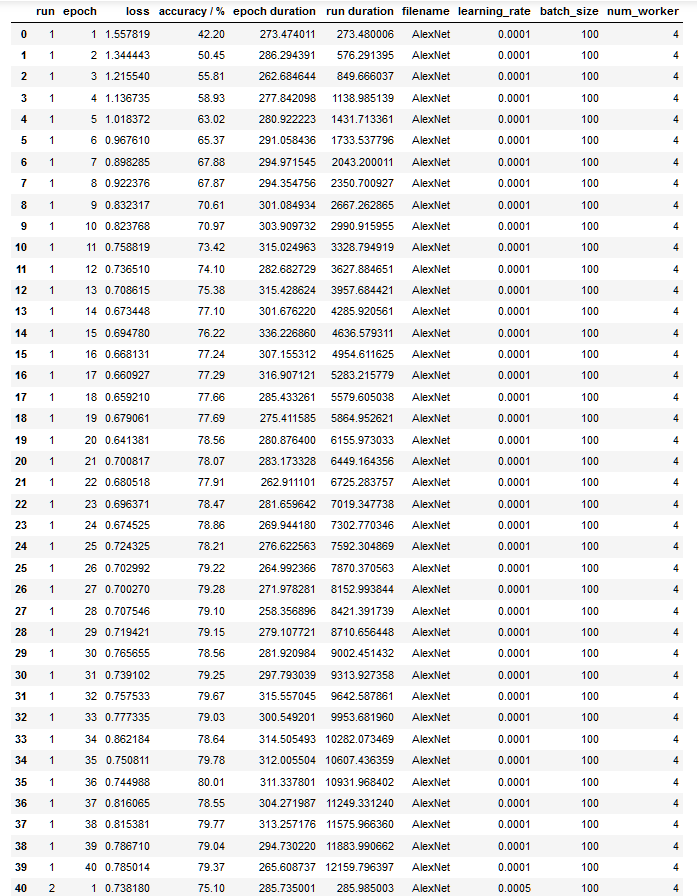 run epoch loss accuracy / % epoch duration run duration filename learning_rate batch_size num_worker
0 1 1 1.557819 42.20 273.474011 273.480006 AlexNet 0.0001 100 4
1 1 2 1.344443 50.45 286.294391 576.291395 AlexNet 0.0001 100 4
2 1 3 1.215540 55.81 262.684644 849.666037 AlexNet 0.0001 100 4
3 1 4 1.136735 58.93 277.842098 1138.985139 AlexNet 0.0001 100 4
4 1 5 1.018372 63.02 280.922223 1431.713361 AlexNet 0.0001 100 4
5 1 6 0.967610 65.37 291.058436 1733.537796 AlexNet 0.0001 100 4
6 1 7 0.898285 67.88 294.971545 2043.200011 AlexNet 0.0001 100 4
7 1 8 0.922376 67.87 294.354756 2350.700927 AlexNet 0.0001 100 4
8 1 9 0.832317 70.61 301.084934 2667.262865 AlexNet 0.0001 100 4
9 1 10 0.823768 70.97 303.909732 2990.915955 AlexNet 0.0001 100 4
10 1 11 0.758819 73.42 315.024963 3328.794919 AlexNet 0.0001 100 4
11 1 12 0.736510 74.10 282.682729 3627.884651 AlexNet 0.0001 100 4
12 1 13 0.708615 75.38 315.428624 3957.684421 AlexNet 0.0001 100 4
13 1 14 0.673448 77.10 301.676220 4285.920561 AlexNet 0.0001 100 4
14 1 15 0.694780 76.22 336.226860 4636.579311 AlexNet 0.0001 100 4
15 1 16 0.668131 77.24 307.155312 4954.611625 AlexNet 0.0001 100 4
16 1 17 0.660927 77.29 316.907121 5283.215779 AlexNet 0.0001 100 4
17 1 18 0.659210 77.66 285.433261 5579.605038 AlexNet 0.0001 100 4
18 1 19 0.679061 77.69 275.411585 5864.952621 AlexNet 0.0001 100 4
19 1 20 0.641381 78.56 280.876400 6155.973033 AlexNet 0.0001 100 4
20 1 21 0.700817 78.07 283.173328 6449.164356 AlexNet 0.0001 100 4
21 1 22 0.680518 77.91 262.911101 6725.283757 AlexNet 0.0001 100 4
22 1 23 0.696371 78.47 281.659642 7019.347738 AlexNet 0.0001 100 4
23 1 24 0.674525 78.86 269.944180 7302.770346 AlexNet 0.0001 100 4
24 1 25 0.724325 78.21 276.622563 7592.304869 AlexNet 0.0001 100 4
25 1 26 0.702992 79.22 264.992366 7870.370563 AlexNet 0.0001 100 4
26 1 27 0.700270 79.28 271.978281 8152.993844 AlexNet 0.0001 100 4
27 1 28 0.707546 79.10 258.356896 8421.391739 AlexNet 0.0001 100 4
28 1 29 0.719421 79.15 279.107721 8710.656448 AlexNet 0.0001 100 4
29 1 30 0.765655 78.56 281.920984 9002.451432 AlexNet 0.0001 100 4
30 1 31 0.739102 79.25 297.793039 9313.927358 AlexNet 0.0001 100 4
31 1 32 0.757533 79.67 315.557045 9642.587861 AlexNet 0.0001 100 4
32 1 33 0.777335 79.03 300.549201 9953.681960 AlexNet 0.0001 100 4
33 1 34 0.862184 78.64 314.505493 10282.073469 AlexNet 0.0001 100 4
34 1 35 0.750811 79.78 312.005504 10607.436359 AlexNet 0.0001 100 4
35 1 36 0.744988 80.01 311.337801 10931.968402 AlexNet 0.0001 100 4
36 1 37 0.816065 78.55 304.271987 11249.331240 AlexNet 0.0001 100 4
37 1 38 0.815381 79.77 313.257176 11575.966360 AlexNet 0.0001 100 4
38 1 39 0.786710 79.04 294.730220 11883.990662 AlexNet 0.0001 100 4
39 1 40 0.785014 79.37 265.608737 12159.796397 AlexNet 0.0001 100 4
40 2 1 0.738180 75.10 285.735001 285.985003 AlexNet 0.0005 100 4